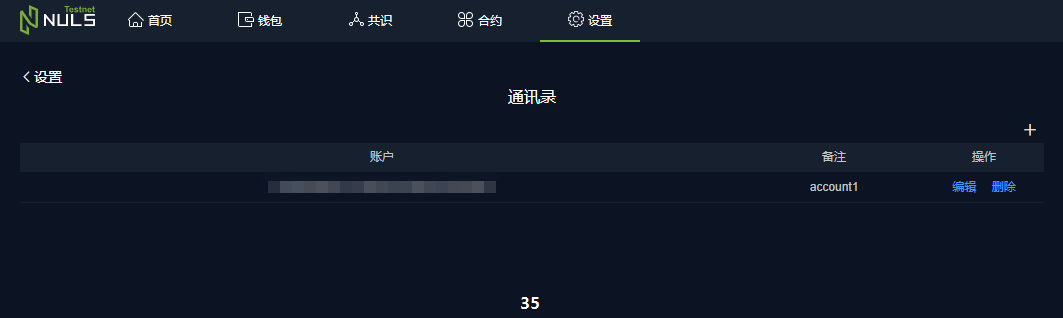 Testnet
NULS 首页 钱包 共识 合约 设置
设置
通讯录
+
账户 备注 操作
account1 编辑 删除
35